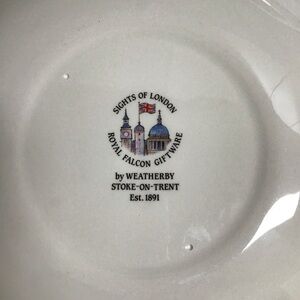 SIGHTS OF LONDON
ROYAL FALCON GIFTWARE
by WEATHERBY
STOKE-ON-TRENT
Est. 1891